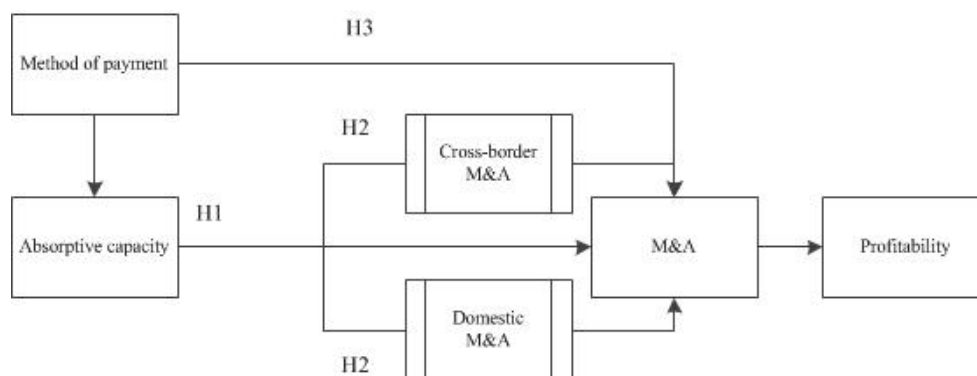 H3
Method of payment
H2
Cross-border
M&A
H1
Absorptive capacity
M&A
Profitability
Domestic
M&A
H2